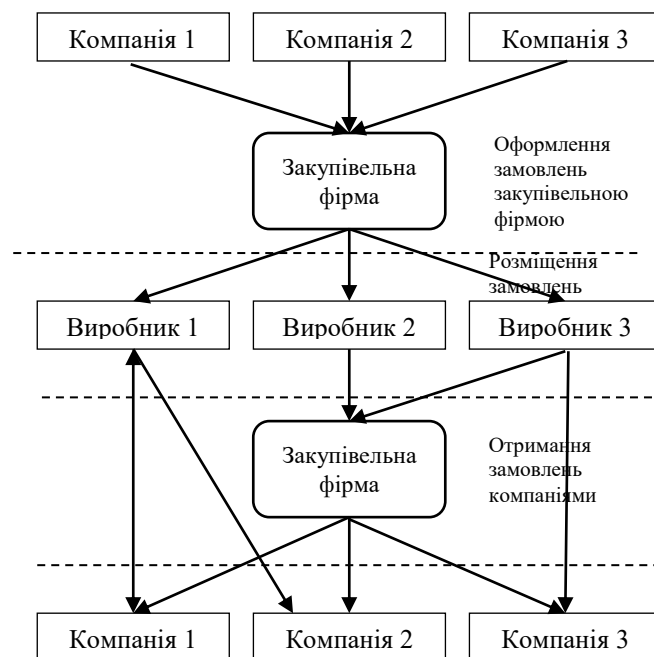 Компанія 1
Компанія 2
Компанія 3
Закупівельна
фірма
Оформлення
замовлень
закупівельною
фірмою
Розміщення
замовлень
Виробник 1
Виробник 2
Виробник 3
Закупівельна
фірма
Отримання
замовлень
компаніями
Компанія 1
Компанія 2
Компанія 3